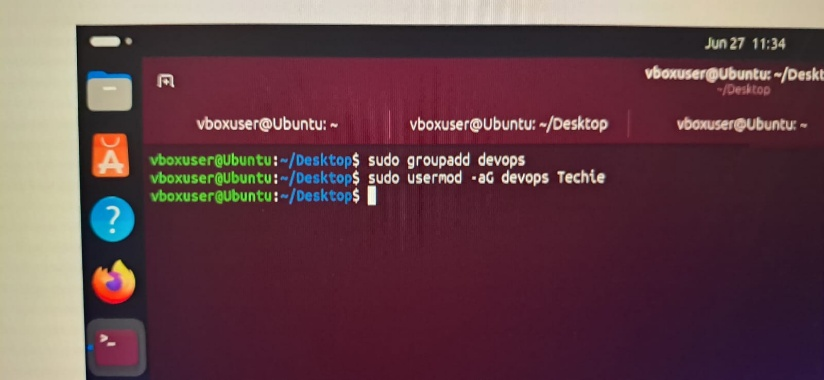 Jun 27 11:34
vboxuser@Ubuntu: ~/Deskt
~/Desktop
vboxuser@Ubuntu: ~
vboxuser@Ubuntu: ~/Desktop
vboxuser@Ubuntu: ~
vboxuser@Ubuntu:~/Desktop$ sudo groupadd devops
vboxuser@Ubuntu:~/Desktop$ sudo usermod -aG devops Techie
vboxuser@Ubuntu:~/Desktop$